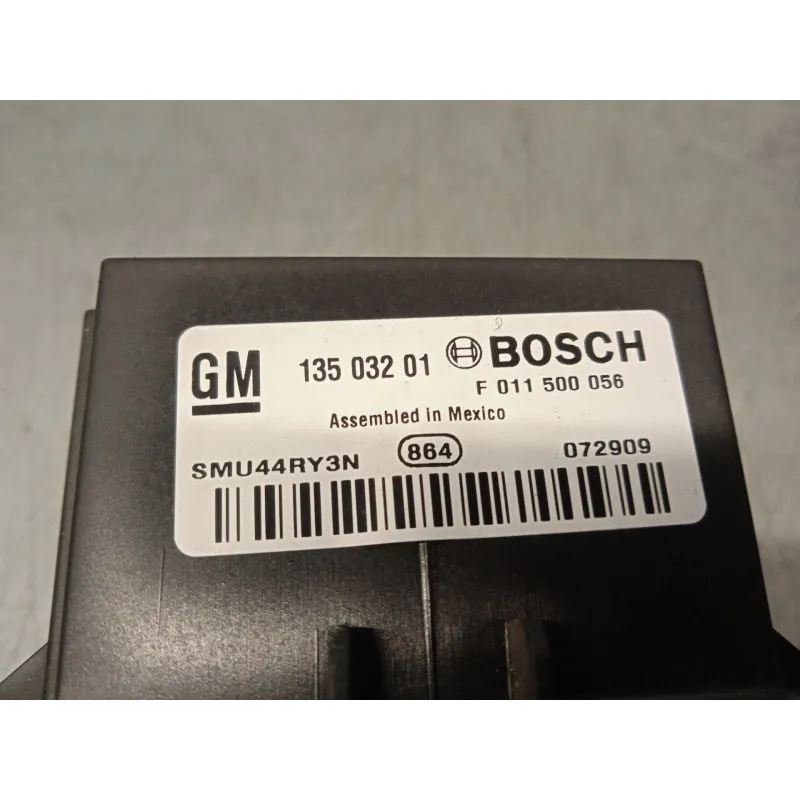 GM 135 032 01 BOSCH
F 011 500 056
Assembled in Mexico
SMU44RY3N 864 072909